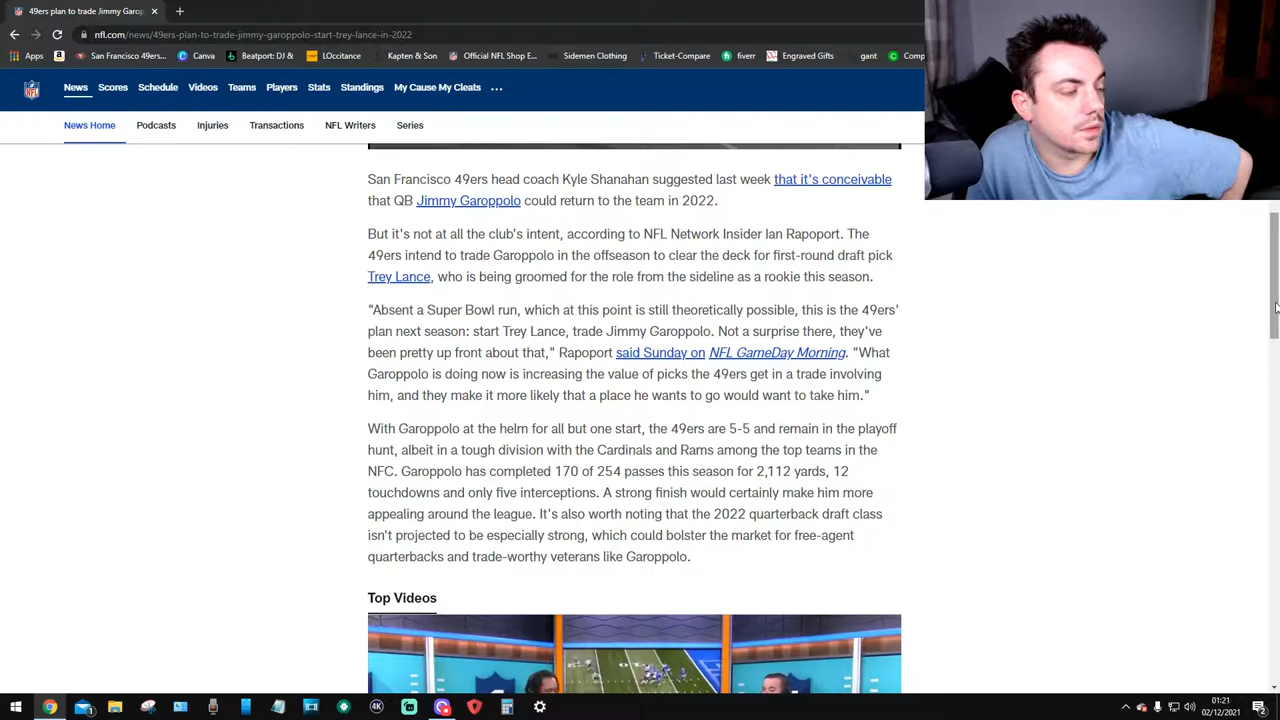 49ers plan to trade Jimmy Garop
nfl.com/news/49ers-plan-to-trade-jimmy-garoppolo-start-trey-lance-in-2022
Apps San Francisco 49ers... Canva Beatport: DJ & LOccitance Kapten & Son Official NFL Shop E... Sidemen Clothing Ticket-Compare fiverr Engraved Gifts gant Comp
News Scores Schedule Videos Teams Players Stats Standings My Cause My Cleats ...
News Home Podcasts Injuries Transactions NFL Writers Series
San Francisco 49ers head coach Kyle Shanahan suggested last week that it's conceivable
that QB Jimmy Garoppolo could return to the team in 2022.
But it's not at all the club's intent, according to NFL Network Insider Ian Rapoport. The
49ers intend to trade Garoppolo in the offseason to clear the deck for first-round draft pick
Trey Lance, who is being groomed for the role from the sideline as a rookie this season.
"Absent a Super Bowl run, which at this point is still theoretically possible, this is the 49ers'
plan next season: start Trey Lance, trade Jimmy Garoppolo. Not a surprise there, they've
been pretty up front about that," Rapoport said Sunday on NFL GameDay Morning. "What
Garoppolo is doing now is increasing the value of picks the 49ers get in a trade involving
him, and they make it more likely that a place he wants to go would want to take him."
With Garoppolo at the helm for all but one start, the 49ers are 5-5 and remain in the playoff
hunt, albeit in a tough division with the Cardinals and Rams among the top teams in the
NFC. Garoppolo has completed 170 of 254 passes this season for 2,112 yards, 12
touchdowns and only five interceptions. A strong finish would certainly make him more
appealing around the league. It's also worth noting that the 2022 quarterback draft class
isn't projected to be especially strong, which could bolster the market for free-agent
quarterbacks and trade-worthy veterans like Garoppolo.
Top Videos
01:21
02/12/2021